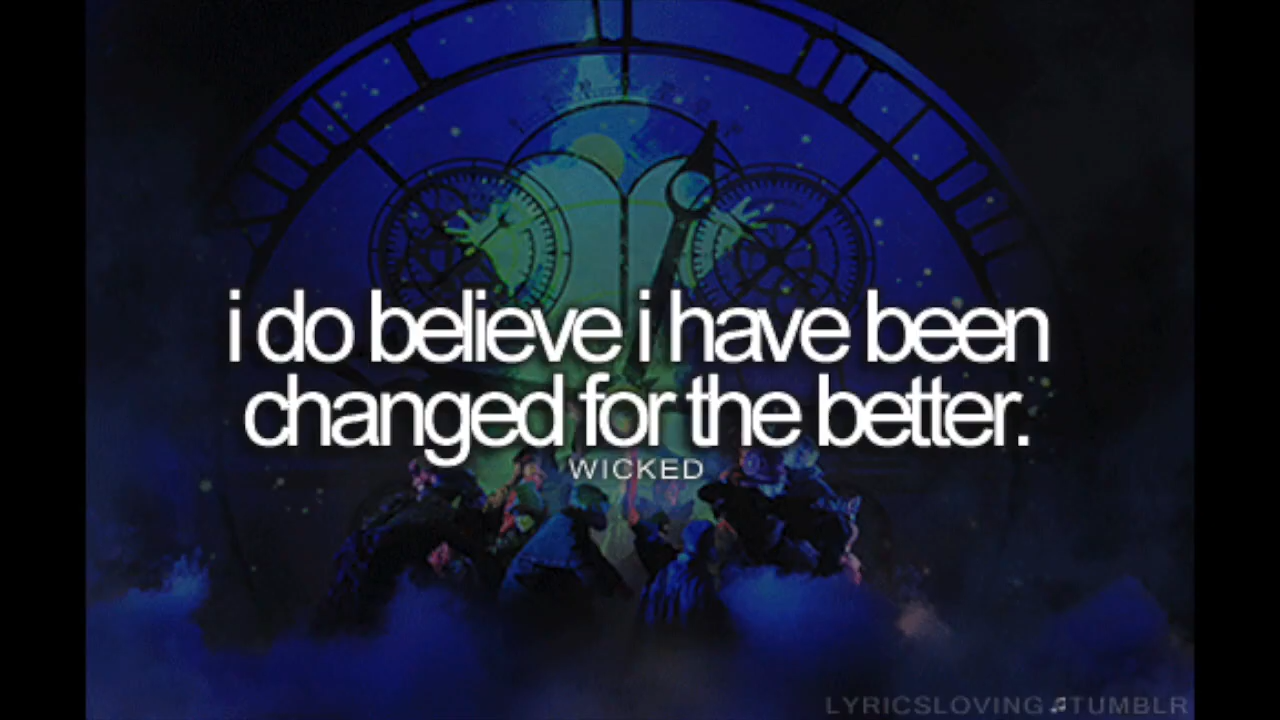 i do believe i have been
changed for the better.
WICKED
LYRICSLOVING♫TUMBLR